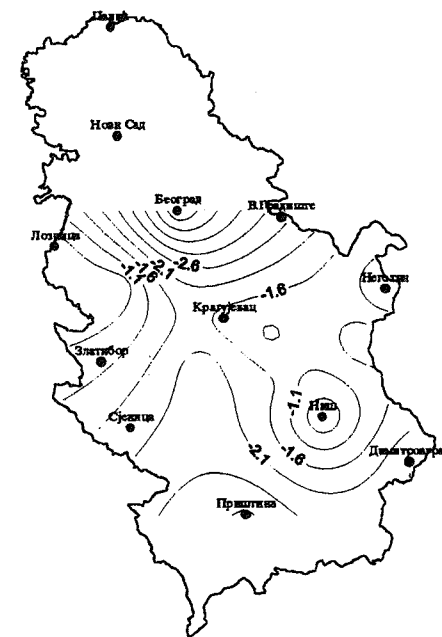 Палић
Нови Сад
Београд
В.Градиште
Лозница
-2.6
Неготин
-1.6
Крагујевац
Златибор
-1.1
Ниш
Сјеница
-1.6
-2.1
Димитровград
Приштина